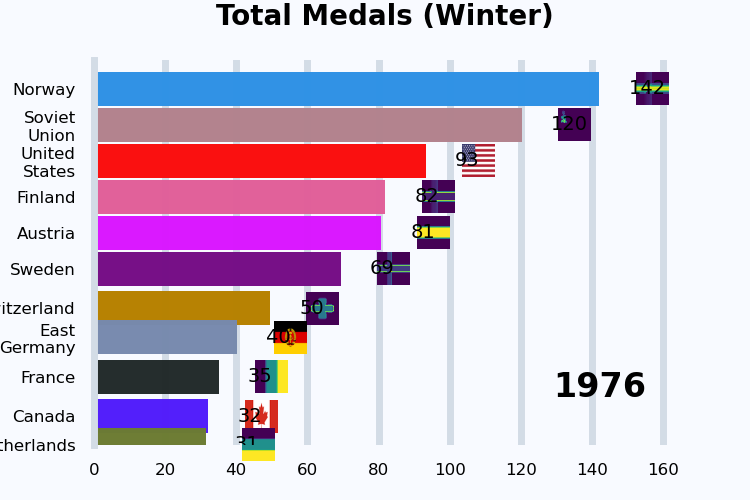 Total Medals (Winter)
Norway 142
Soviet
Union 120
United
States 93
Finland 82
Austria 81
Sweden 69
itzerland 50
East
Germany 40
France 35
1976
Canada 32
therlands 31
0 20 40 60 80 100 120 140 160